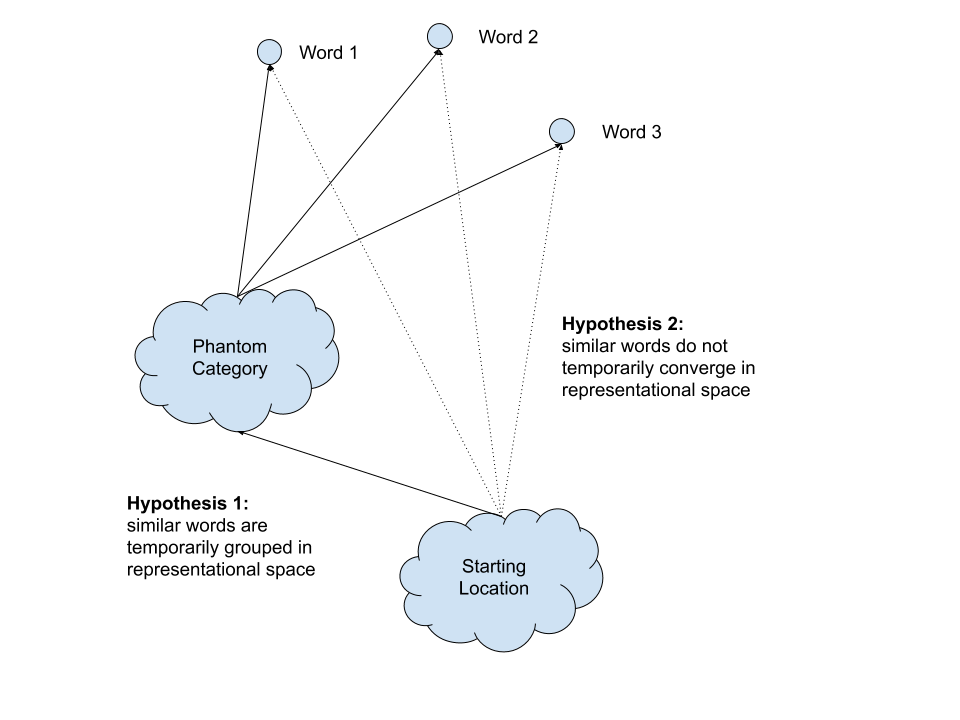 Word 1
Word 2
Word 3
Hypothesis 2:
similar words do not
temporarily converge in
representational space
Phantom
Category
Hypothesis 1:
similar words are
temporarily grouped in
representational space
Starting
Location